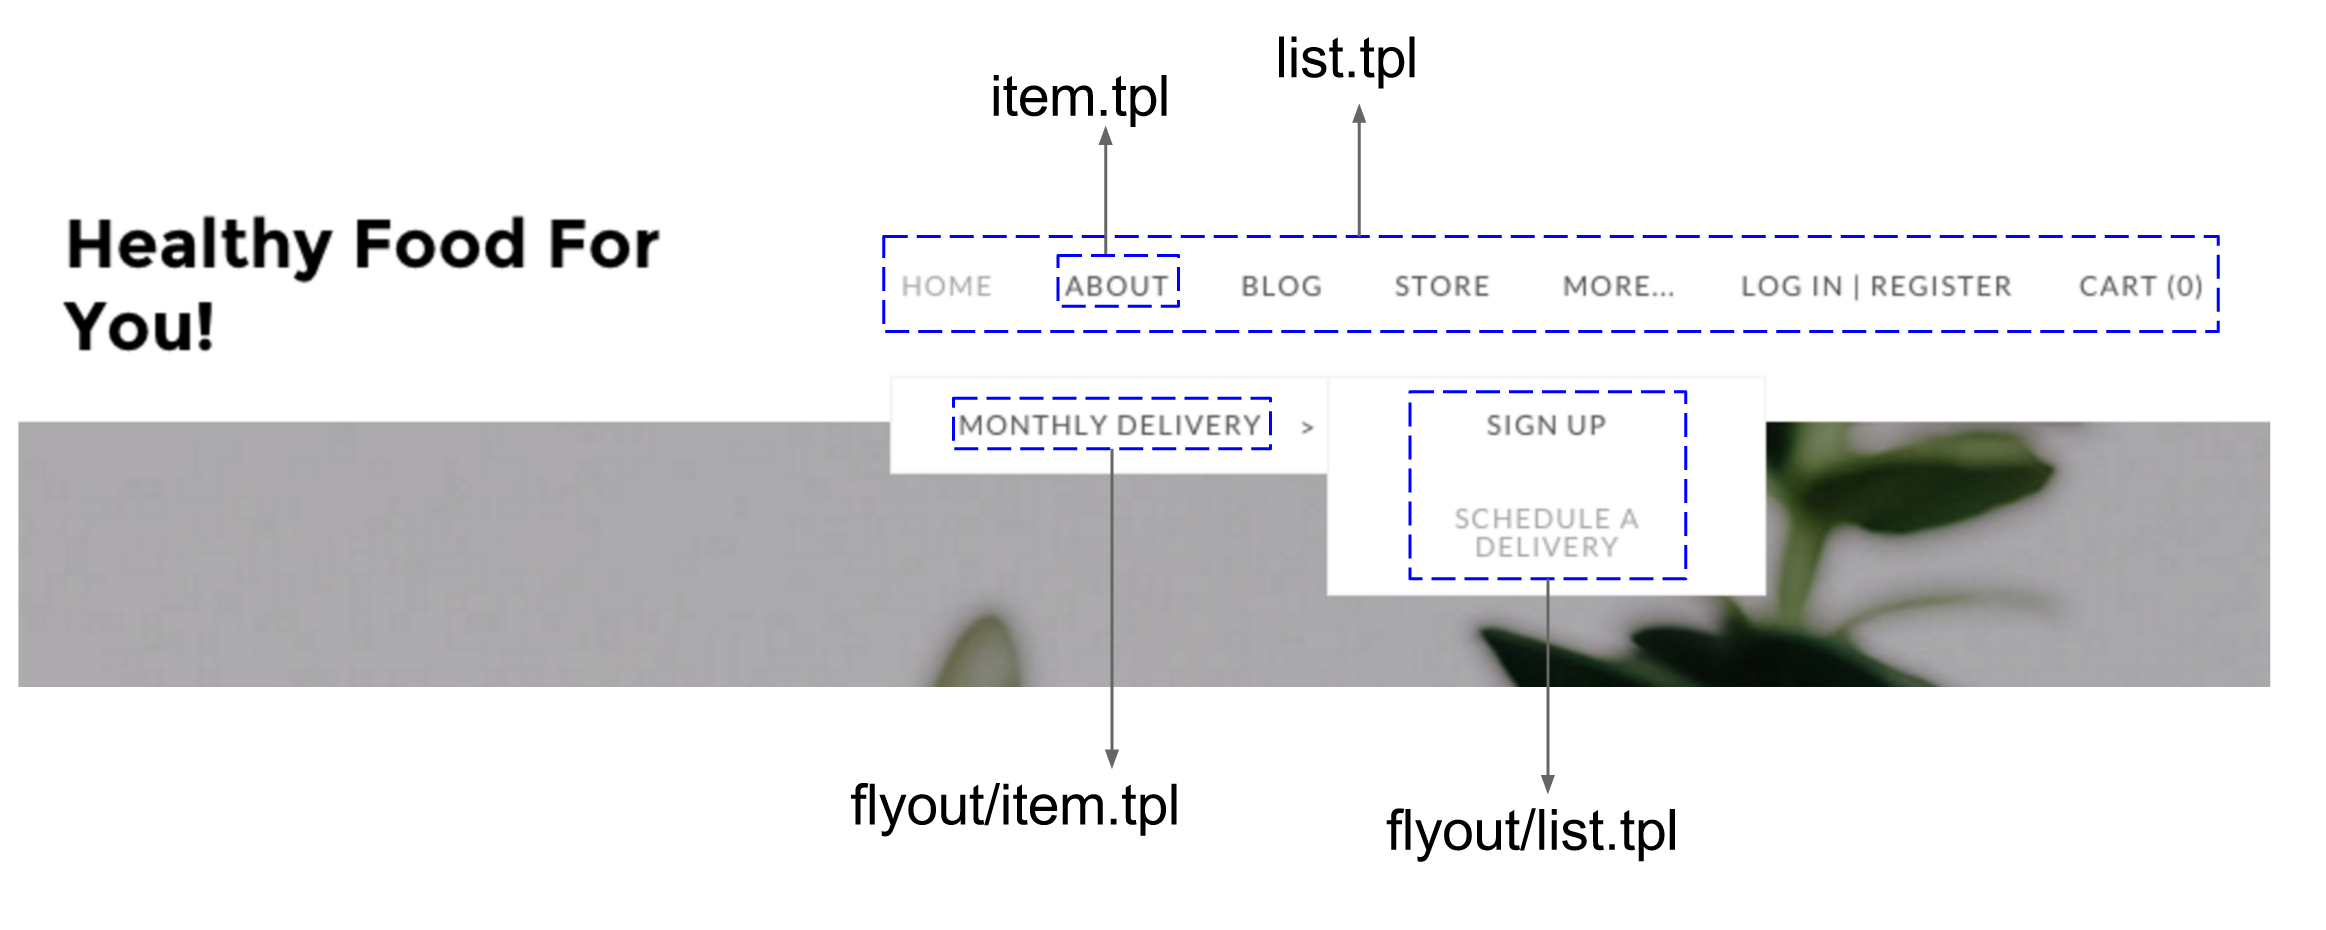 list.tpl
item.tpl
Healthy Food For
You!
HOME ABOUT BLOG STORE MORE... LOG IN | REGISTER CART (0)
MONTHLY DELIVERY >
SIGN UP
SCHEDULE A
DELIVERY
flyout/item.tpl
flyout/list.tpl